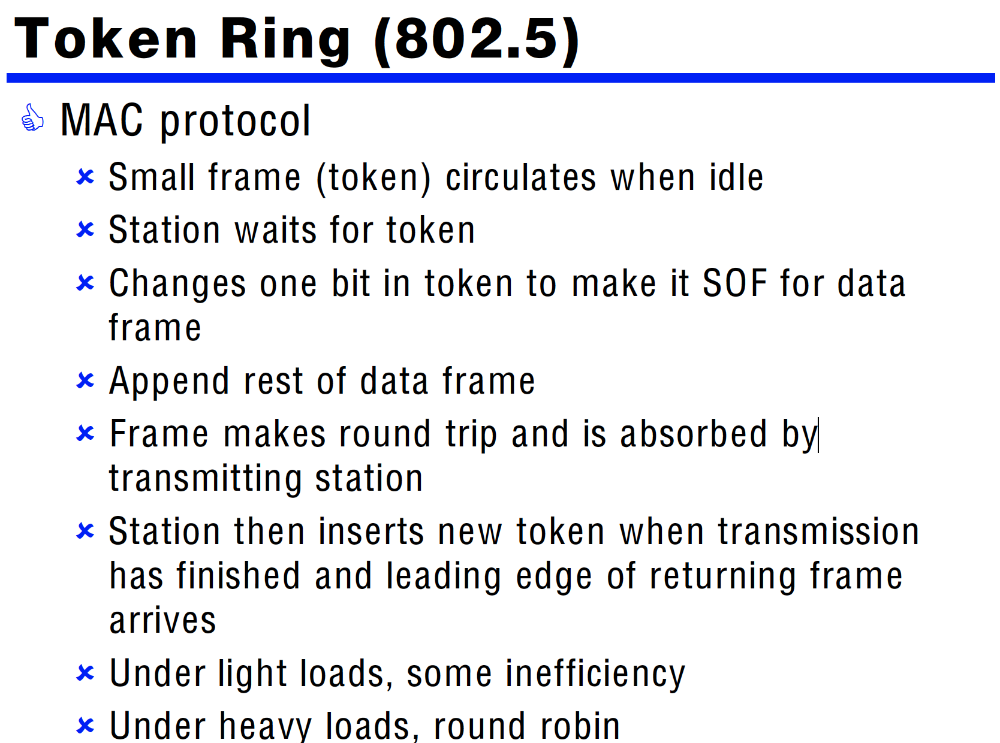 Token Ring (802.5)
MAC protocol
Small frame (token) circulates when idle
Station waits for token
Changes one bit in token to make it SOF for data
frame
Append rest of data frame
Frame makes round trip and is absorbed by
transmitting station
Station then inserts new token when transmission
has finished and leading edge of returning frame
arrives
Under light loads, some inefficiency
Under heavy loads, round robin